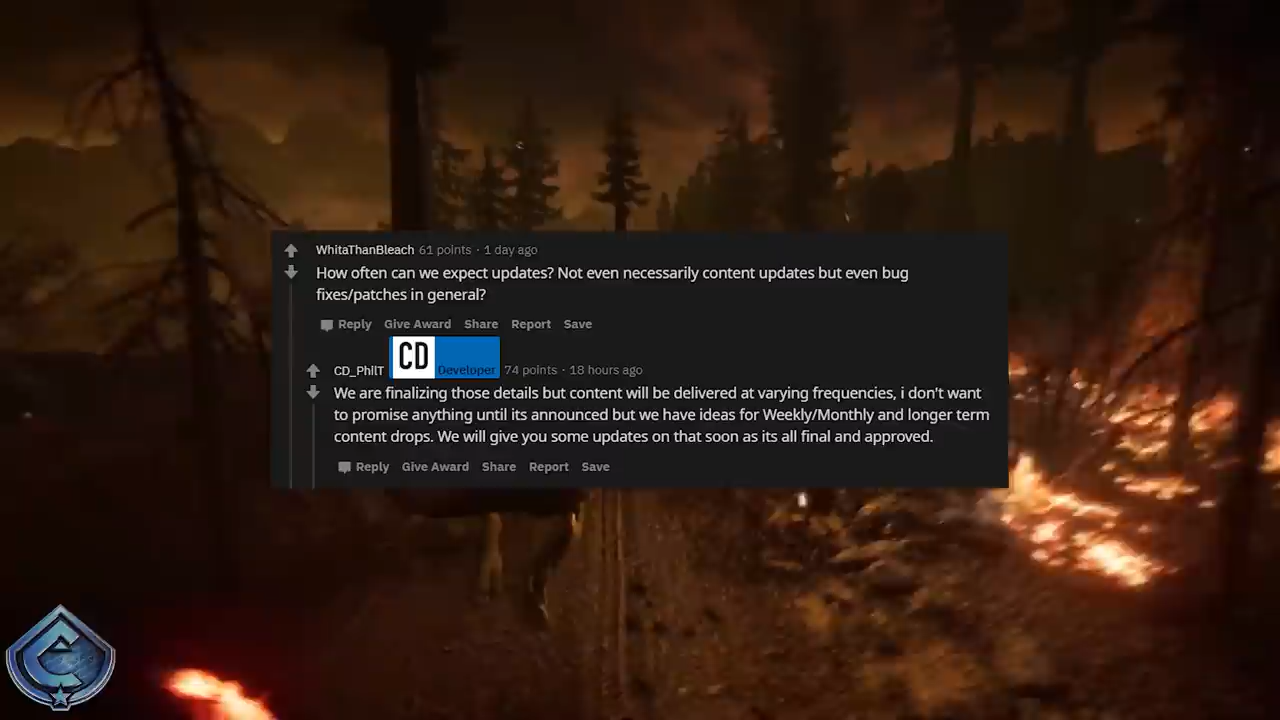 WhitaThanBleach 61 points · 1 day ago
How often can we expect updates? Not even necessarily content updates but even bug
fixes/patches in general?
Reply Give Award Share Report Save
CD_PhilT CD Developer 74 points · 18 hours ago
We are finalizing those details but content will be delivered at varying frequencies, i don't want
to promise anything until its announced but we have ideas for Weekly/Monthly and longer term
content drops. We will give you some updates on that soon as its all final and approved.
Reply Give Award Share Report Save